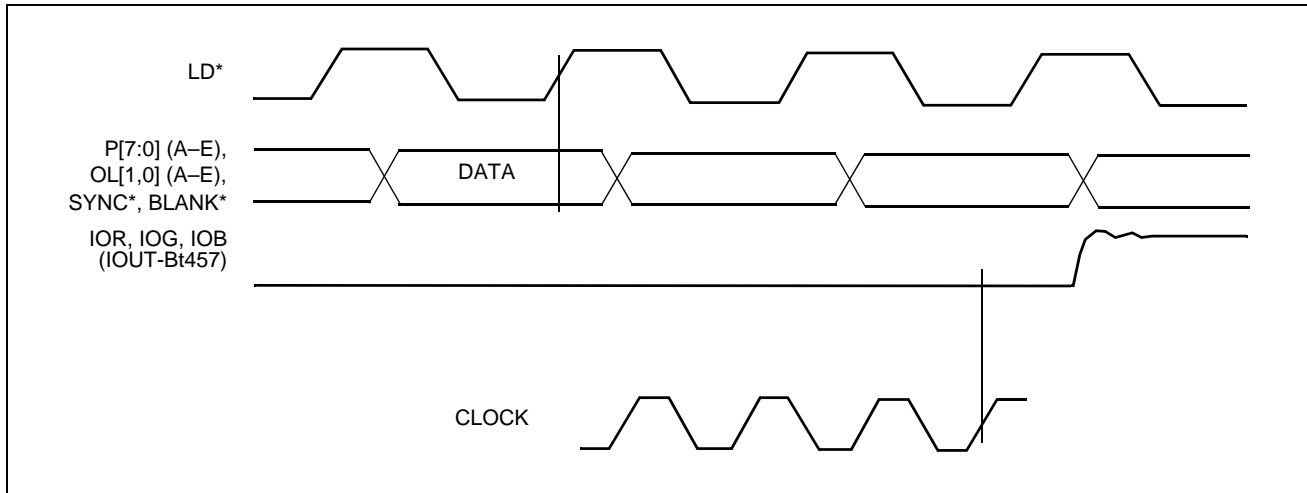 LD*
P[7:0] (A–E),
OL[1,0] (A–E),
SYNC*, BLANK*
DATA
IOR, IOG, IOB
(IOUT-Bt457)
CLOCK